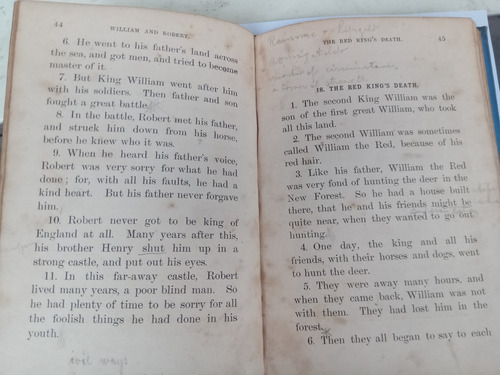 44 WILLIAM AND ROBERT.
6. He went to his father's land across
the sea, and got men, and tried to become
master of it.
7. But King William went after him
with his soldiers. Then father and son
fought a great battle.
8. In the battle, Robert met his father,
and struck him down from his horse,
before he knew who it was.
9. When he heard his father's voice,
Robert was very sorry for what he had
done; for, with all his faults, he had a
kind heart. But his father never forgave
him.
10. Robert never got to be king of
England at all. Many years after this,
his brother Henry shut him up in a
strong castle, and put out his eyes.
11. In this far-away castle, Robert
lived many years, a poor blind man. So
he had plenty of time to be sorry for all
the foolish things he had done in his
youth.
ways
THE RED KING'S DEATH. 45
18. THE RED KING'S DEATH.
1. The second King William was the
son of the first great William, who took
all this land.
2. The second William was sometimes
called William the Red, because of his
red hair.
3. Like his father, William the Red
was very fond of hunting the deer in the
New Forest. So he had a house built
there, that he and his friends might be
quite near, when they wanted to go out
hunting.
4. One day, the king and all his
friends, with their horses and dogs, went
to hunt the deer.
5. They were away many hours, and
when they came back, William was not
with them. They had lost him in the
forest.
6. Then they all began to say to each